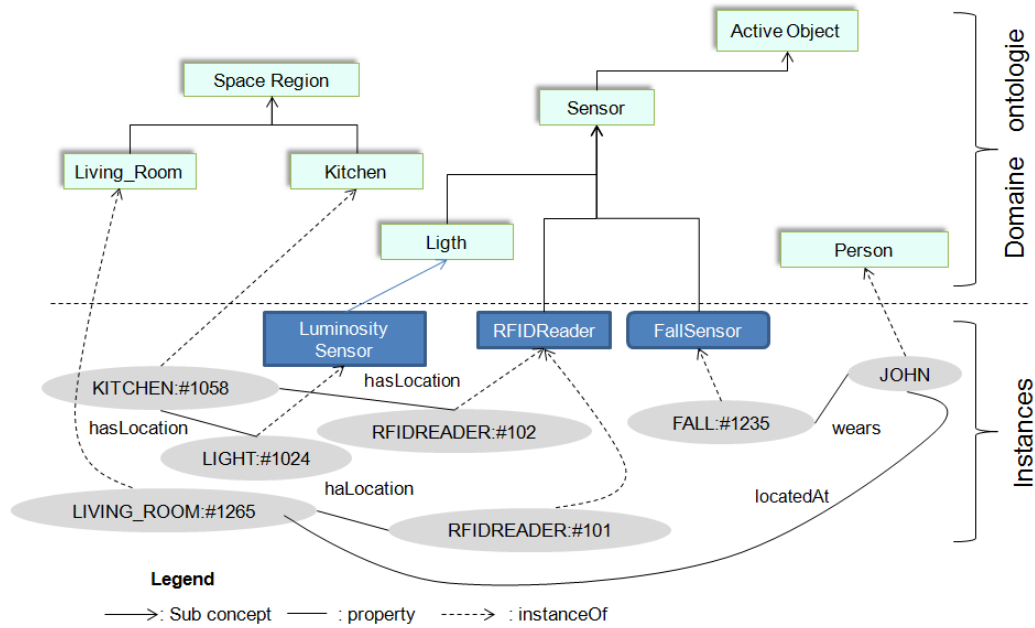 Active Object
ontologie
Space Region
Sensor
Living_Room
Kitchen
Ligth
Person
Domaine
Luminosity
Sensor
RFIDReader
FallSensor
KITCHEN:#1058
hasLocation
JOHN
hasLocation
RFIDREADER:#102
FALL:#1235
wears
LIGHT:#1024
Instances
haLocation
locatedAt
LIVING_ROOM:#1265
RFIDREADER:#101
Legend
: Sub concept
: property
: instanceOf